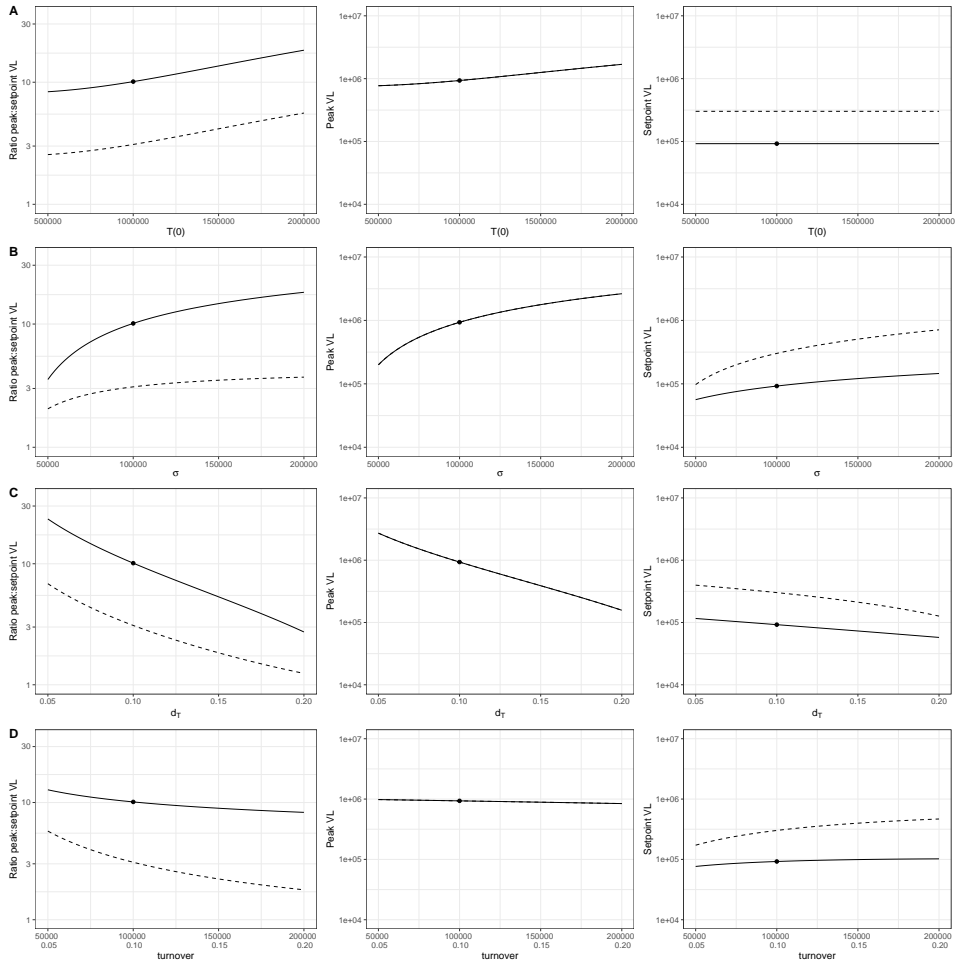 A
Ratio peak:setpoint VL
30
10
3
1
500000 1000000 1500000 2000000
T(0)
Peak VL
1e+07
1e+06
1e+05
1e+04
500000 1000000 1500000 2000000
T(0)
Setpoint VL
1e+07
1e+06
1e+05
1e+04
500000 1000000 1500000 2000000
T(0)
B
Ratio peak:setpoint VL
30
10
3
1
50000 100000 150000 200000
σ
Peak VL
1e+07
1e+06
1e+05
1e+04
50000 100000 150000 200000
σ
Setpoint VL
1e+07
1e+06
1e+05
1e+04
50000 100000 150000 200000
σ
C
Ratio peak:setpoint VL
30
10
3
1
0.05 0.10 0.15 0.20
d_T
Peak VL
1e+07
1e+06
1e+05
1e+04
0.05 0.10 0.15 0.20
d_T
Setpoint VL
1e+07
1e+06
1e+05
1e+04
0.05 0.10 0.15 0.20
d_T
D
Ratio peak:setpoint VL
30
10
3
1
50000 100000 150000 200000
0.05 0.10 0.15 0.20
turnover
Peak VL
1e+07
1e+06
1e+05
1e+04
50000 100000 150000 200000
0.05 0.10 0.15 0.20
turnover
Setpoint VL
1e+07
1e+06
1e+05
1e+04
50000 100000 150000 200000
0.05 0.10 0.15 0.20
turnover